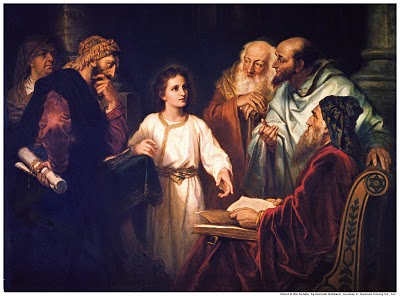 Christ in the Temple, by Heinrich Hofmann, courtesy C. Harrison Conroy Co., Inc.